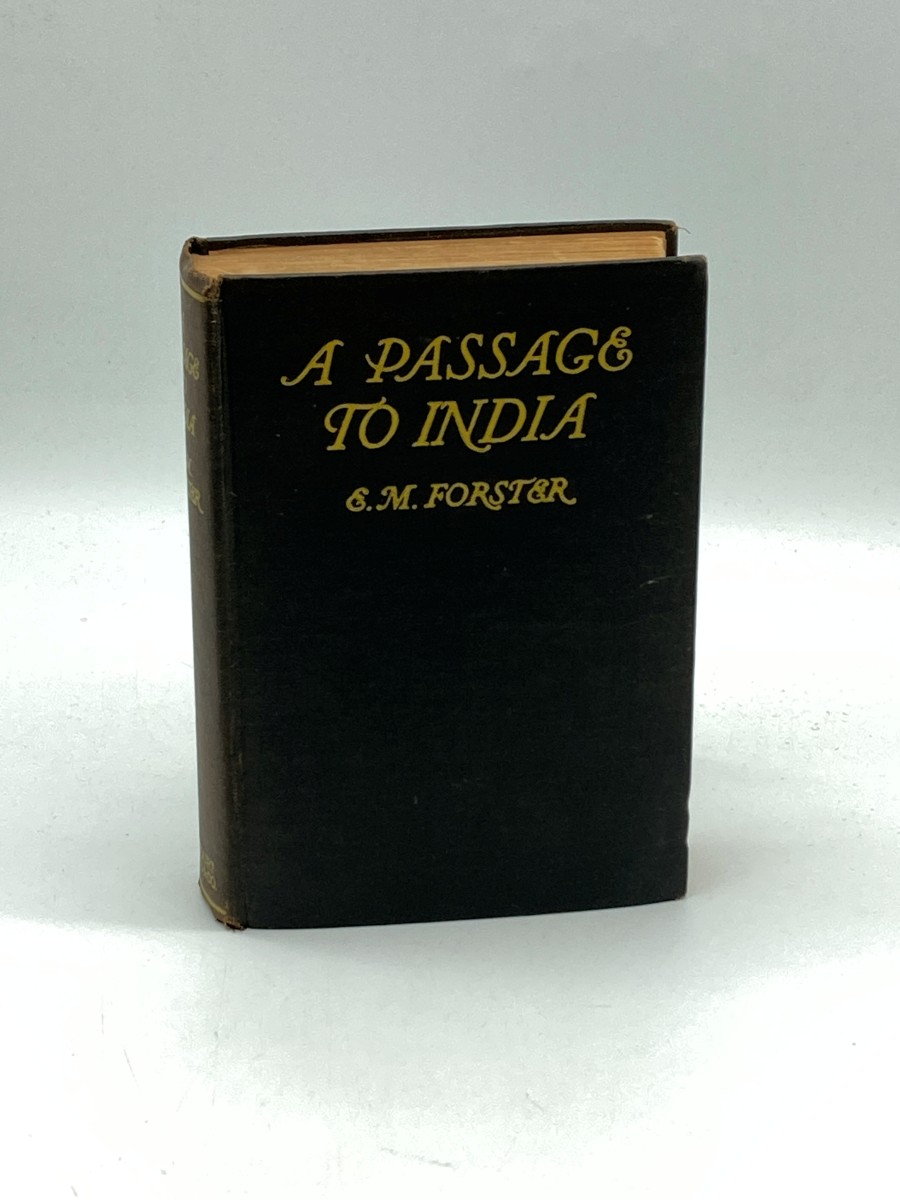 A PASSAGE
TO INDIA
E. M. FORSTER